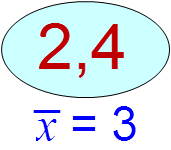 2,4
x̅ = 3